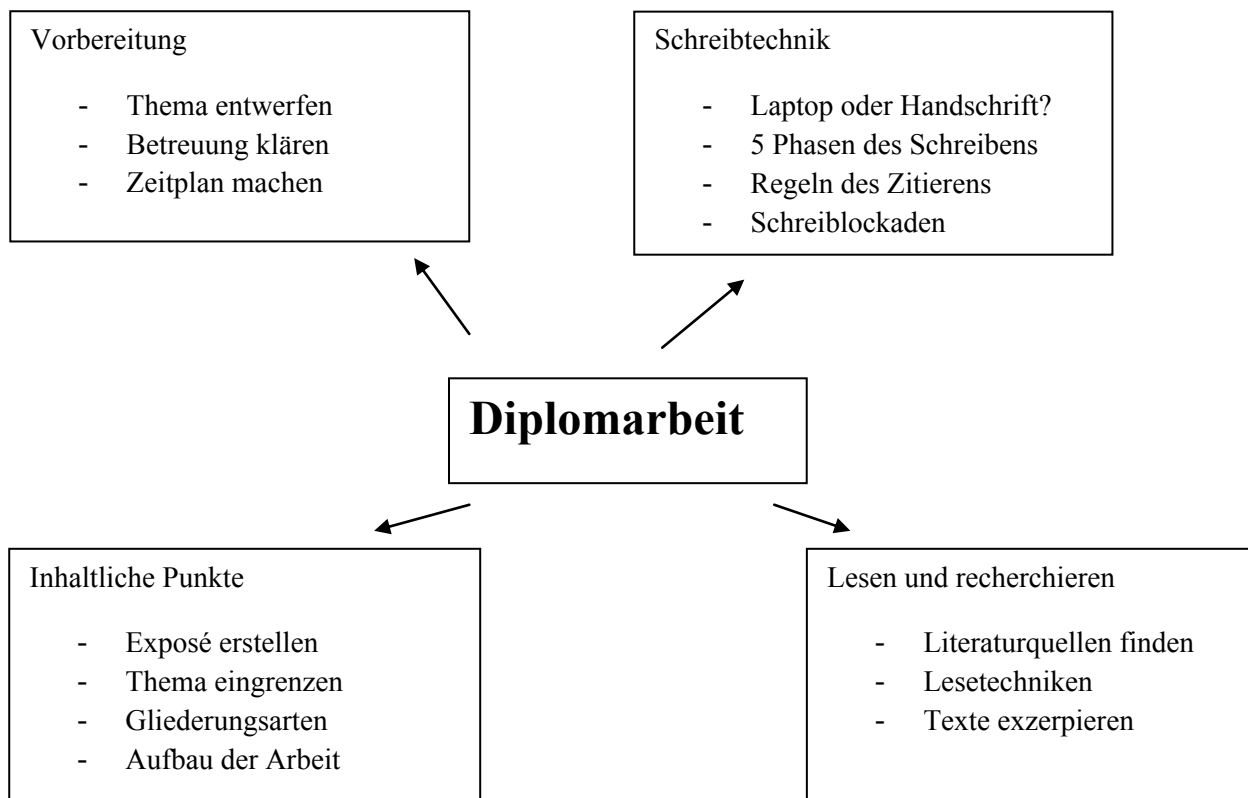 Vorbereitung
- Thema entwerfen
- Betreuung klären
- Zeitplan machen
Schreibtechnik
- Laptop oder Handschrift?
- 5 Phasen des Schreibens
- Regeln des Zitierens
- Schreiblockaden
Diplomarbeit
Inhaltliche Punkte
- Exposé erstellen
- Thema eingrenzen
- Gliederungsarten
- Aufbau der Arbeit
Lesen und recherchieren
- Literaturquellen finden
- Lesetechniken
- Texte exzerpieren